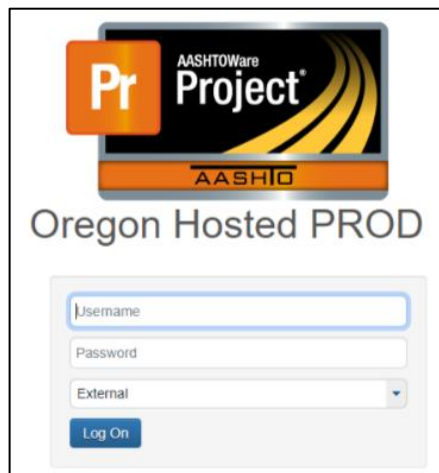 Pr
AASHTOWare
Project®
AASHTO
Oregon Hosted PROD
Username
Password
External
Log On